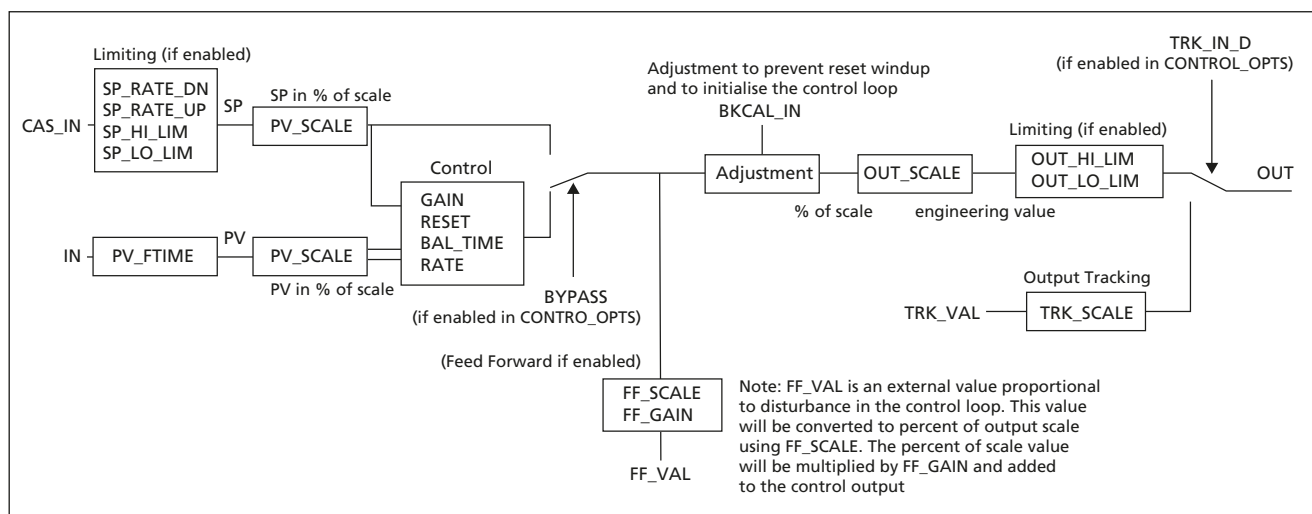 Limiting (if enabled)
SP_RATE_DN
SP_RATE_UP
SP_HI_LIM
SP_LO_LIM
CAS_IN
SP
SP in % of scale
PV_SCALE
IN
PV_FTIME
PV
PV_SCALE
PV in % of scale
Control
GAIN
RESET
BAL_TIME
RATE
BYPASS
(if enabled in CONTRO_OPTS)
(Feed Forward if enabled)
FF_SCALE
FF_GAIN
FF_VAL
Adjustment to prevent reset windup
and to initialise the control loop
BKCAL_IN
Adjustment
% of scale
OUT_SCALE
engineering value
Limiting (if enabled)
OUT_HI_LIM
OUT_LO_LIM
TRK_IN_D
(if enabled in CONTROL_OPTS)
OUT
Output Tracking
TRK_VAL
TRK_SCALE
Note: FF_VAL is an external value proportional
to disturbance in the control loop. This value
will be converted to percent of output scale
using FF_SCALE. The percent of scale value
will be multiplied by FF_GAIN and added
to the control output